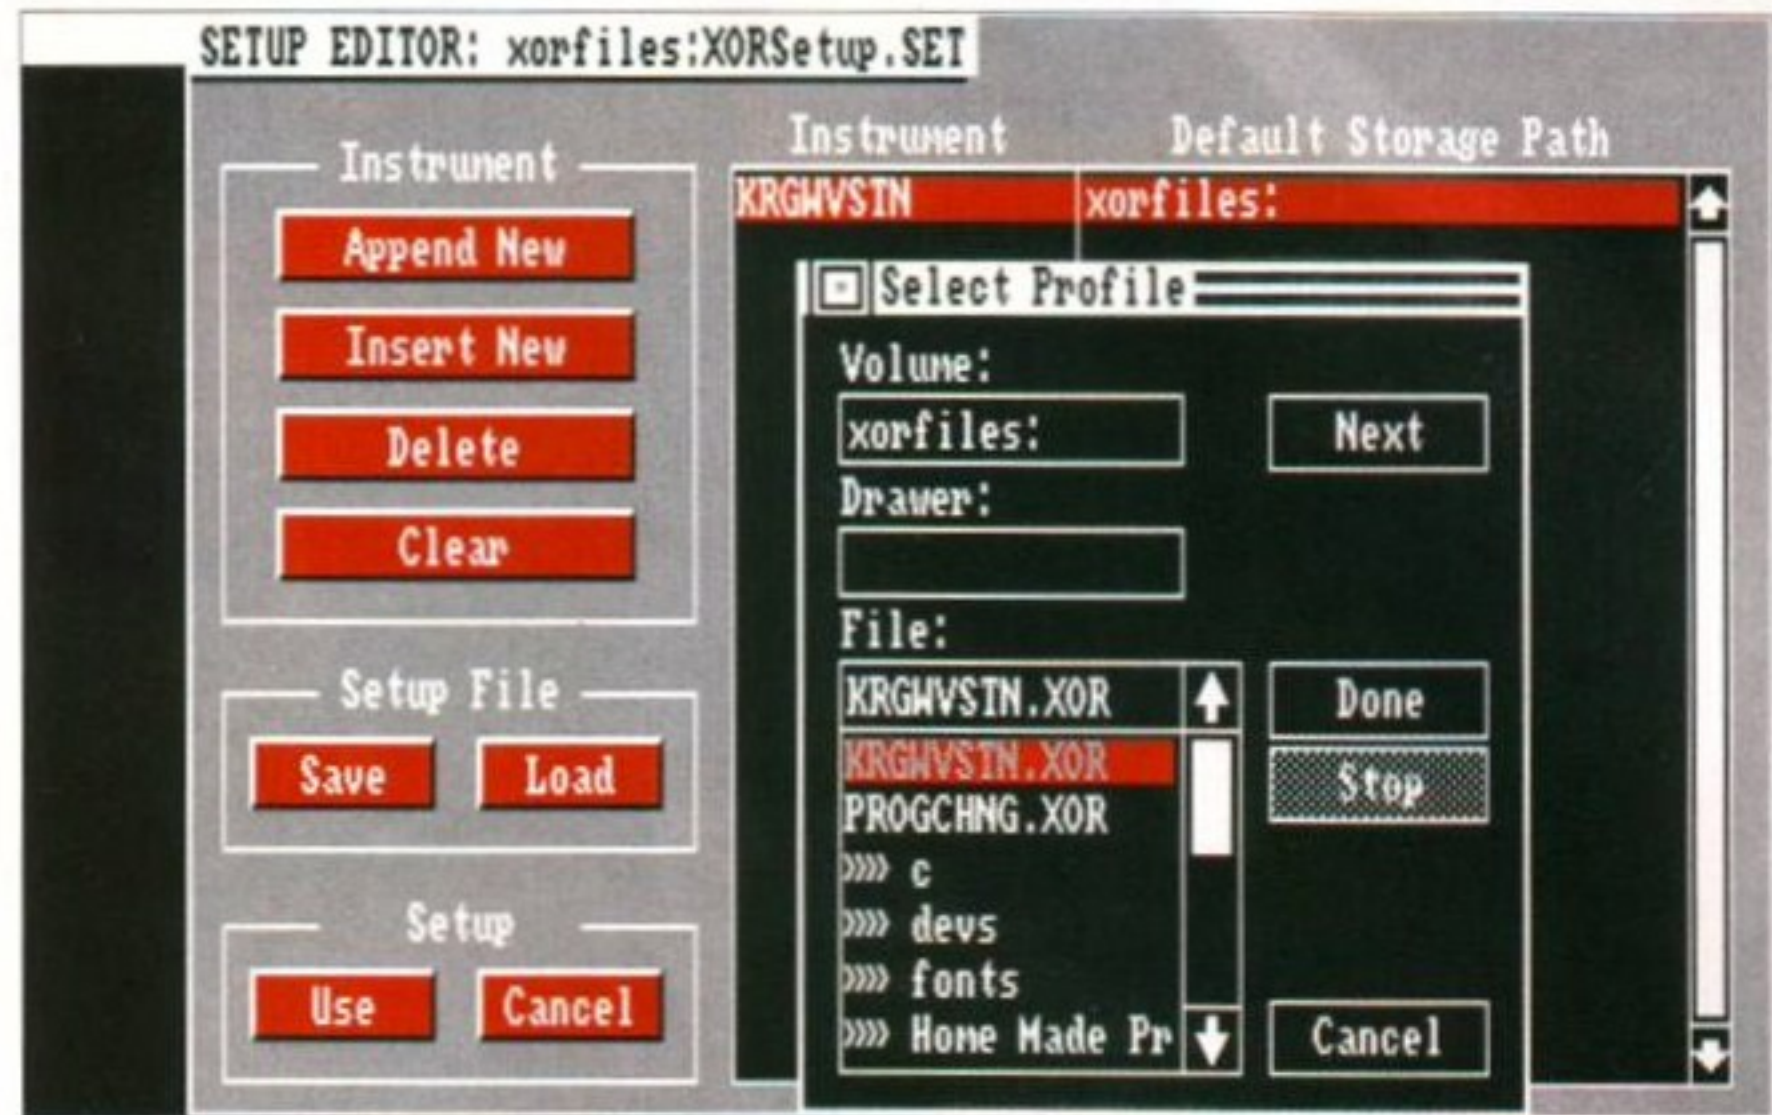 SETUP EDITOR: xorfiles:XORSetup.SET
Instrument
Append New
Insert New
Delete
Clear
Setup File
Save Load
Setup
Use Cancel
Instrument Default Storage Path
KRGWVSTN xorfiles:
Select Profile
Volume:
xorfiles: Next
Drawer:
File:
KRGWVSTN.XOR Done
KRGWVSTN.XOR Stop
PROGCHNG.XOR
»» c
»» devs
»» fonts
»» Home Made Pr Cancel